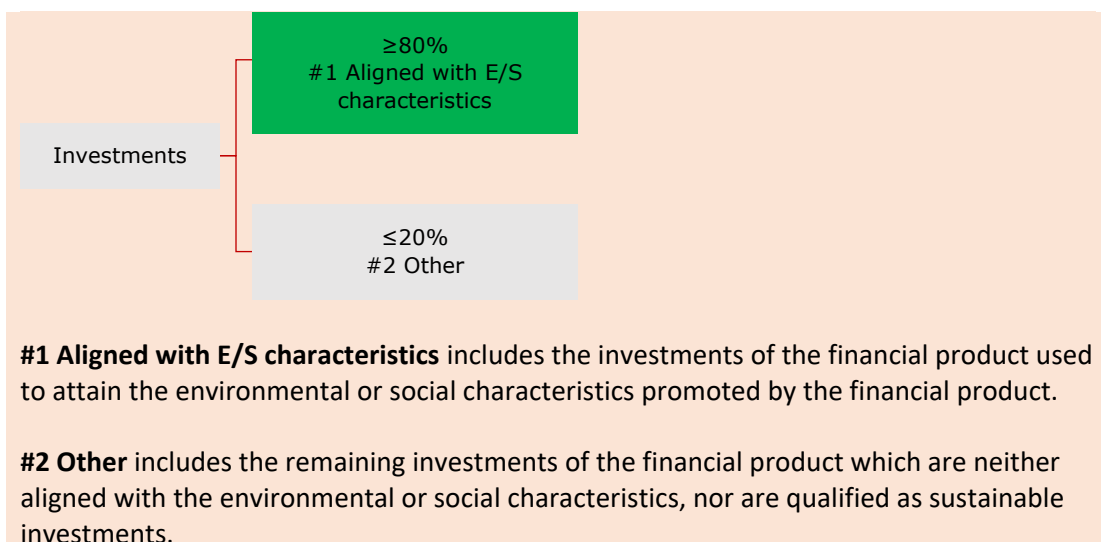 ≥80%
#1 Aligned with E/S
characteristics
Investments
≤20%
#2 Other
#1 Aligned with E/S characteristics includes the investments of the financial product used
to attain the environmental or social characteristics promoted by the financial product.
#2 Other includes the remaining investments of the financial product which are neither
aligned with the environmental or social characteristics, nor are qualified as sustainable
investments.